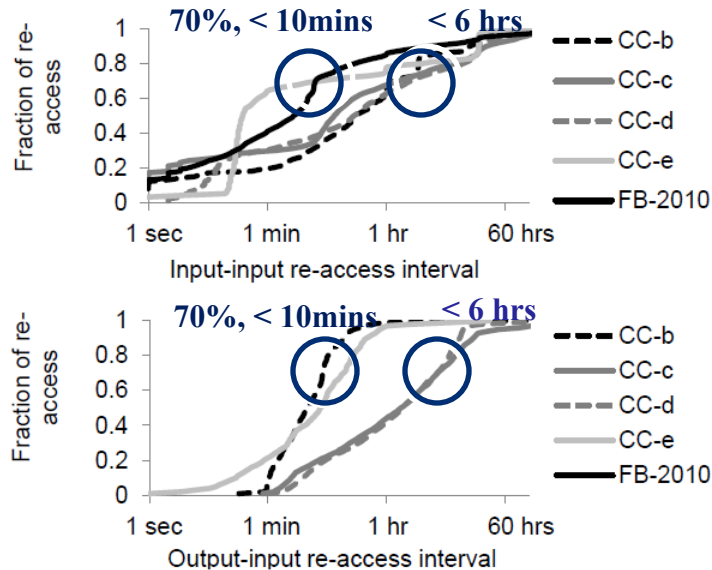 70%, < 10mins < 6 hrs
Fraction of re-
access
1
0.8
0.6
0.4
0.2
0
1 sec 1 min 1 hr 60 hrs
Input-input re-access interval
CC-b
CC-c
CC-d
CC-e
FB-2010
70%, < 10mins < 6 hrs
Fraction of re-
access
1
0.8
0.6
0.4
0.2
0
1 sec 1 min 1 hr 60 hrs
Output-input re-access interval
CC-b
CC-c
CC-d
CC-e
FB-2010